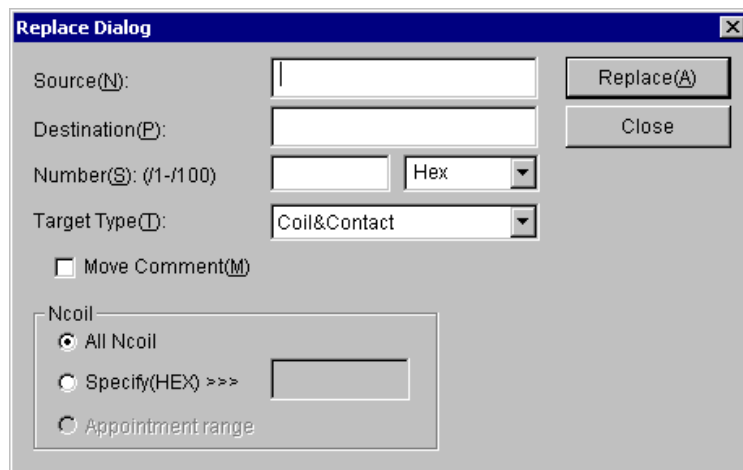 Replace Dialog
Source(N):
Replace(A)
Destination(P):
Close
Number(S): (/1-/100)
Hex
Target Type(T):
Coil&Contact
Move Comment(M)
Ncoil
All Ncoil
Specify(HEX) >>>
Appointment range